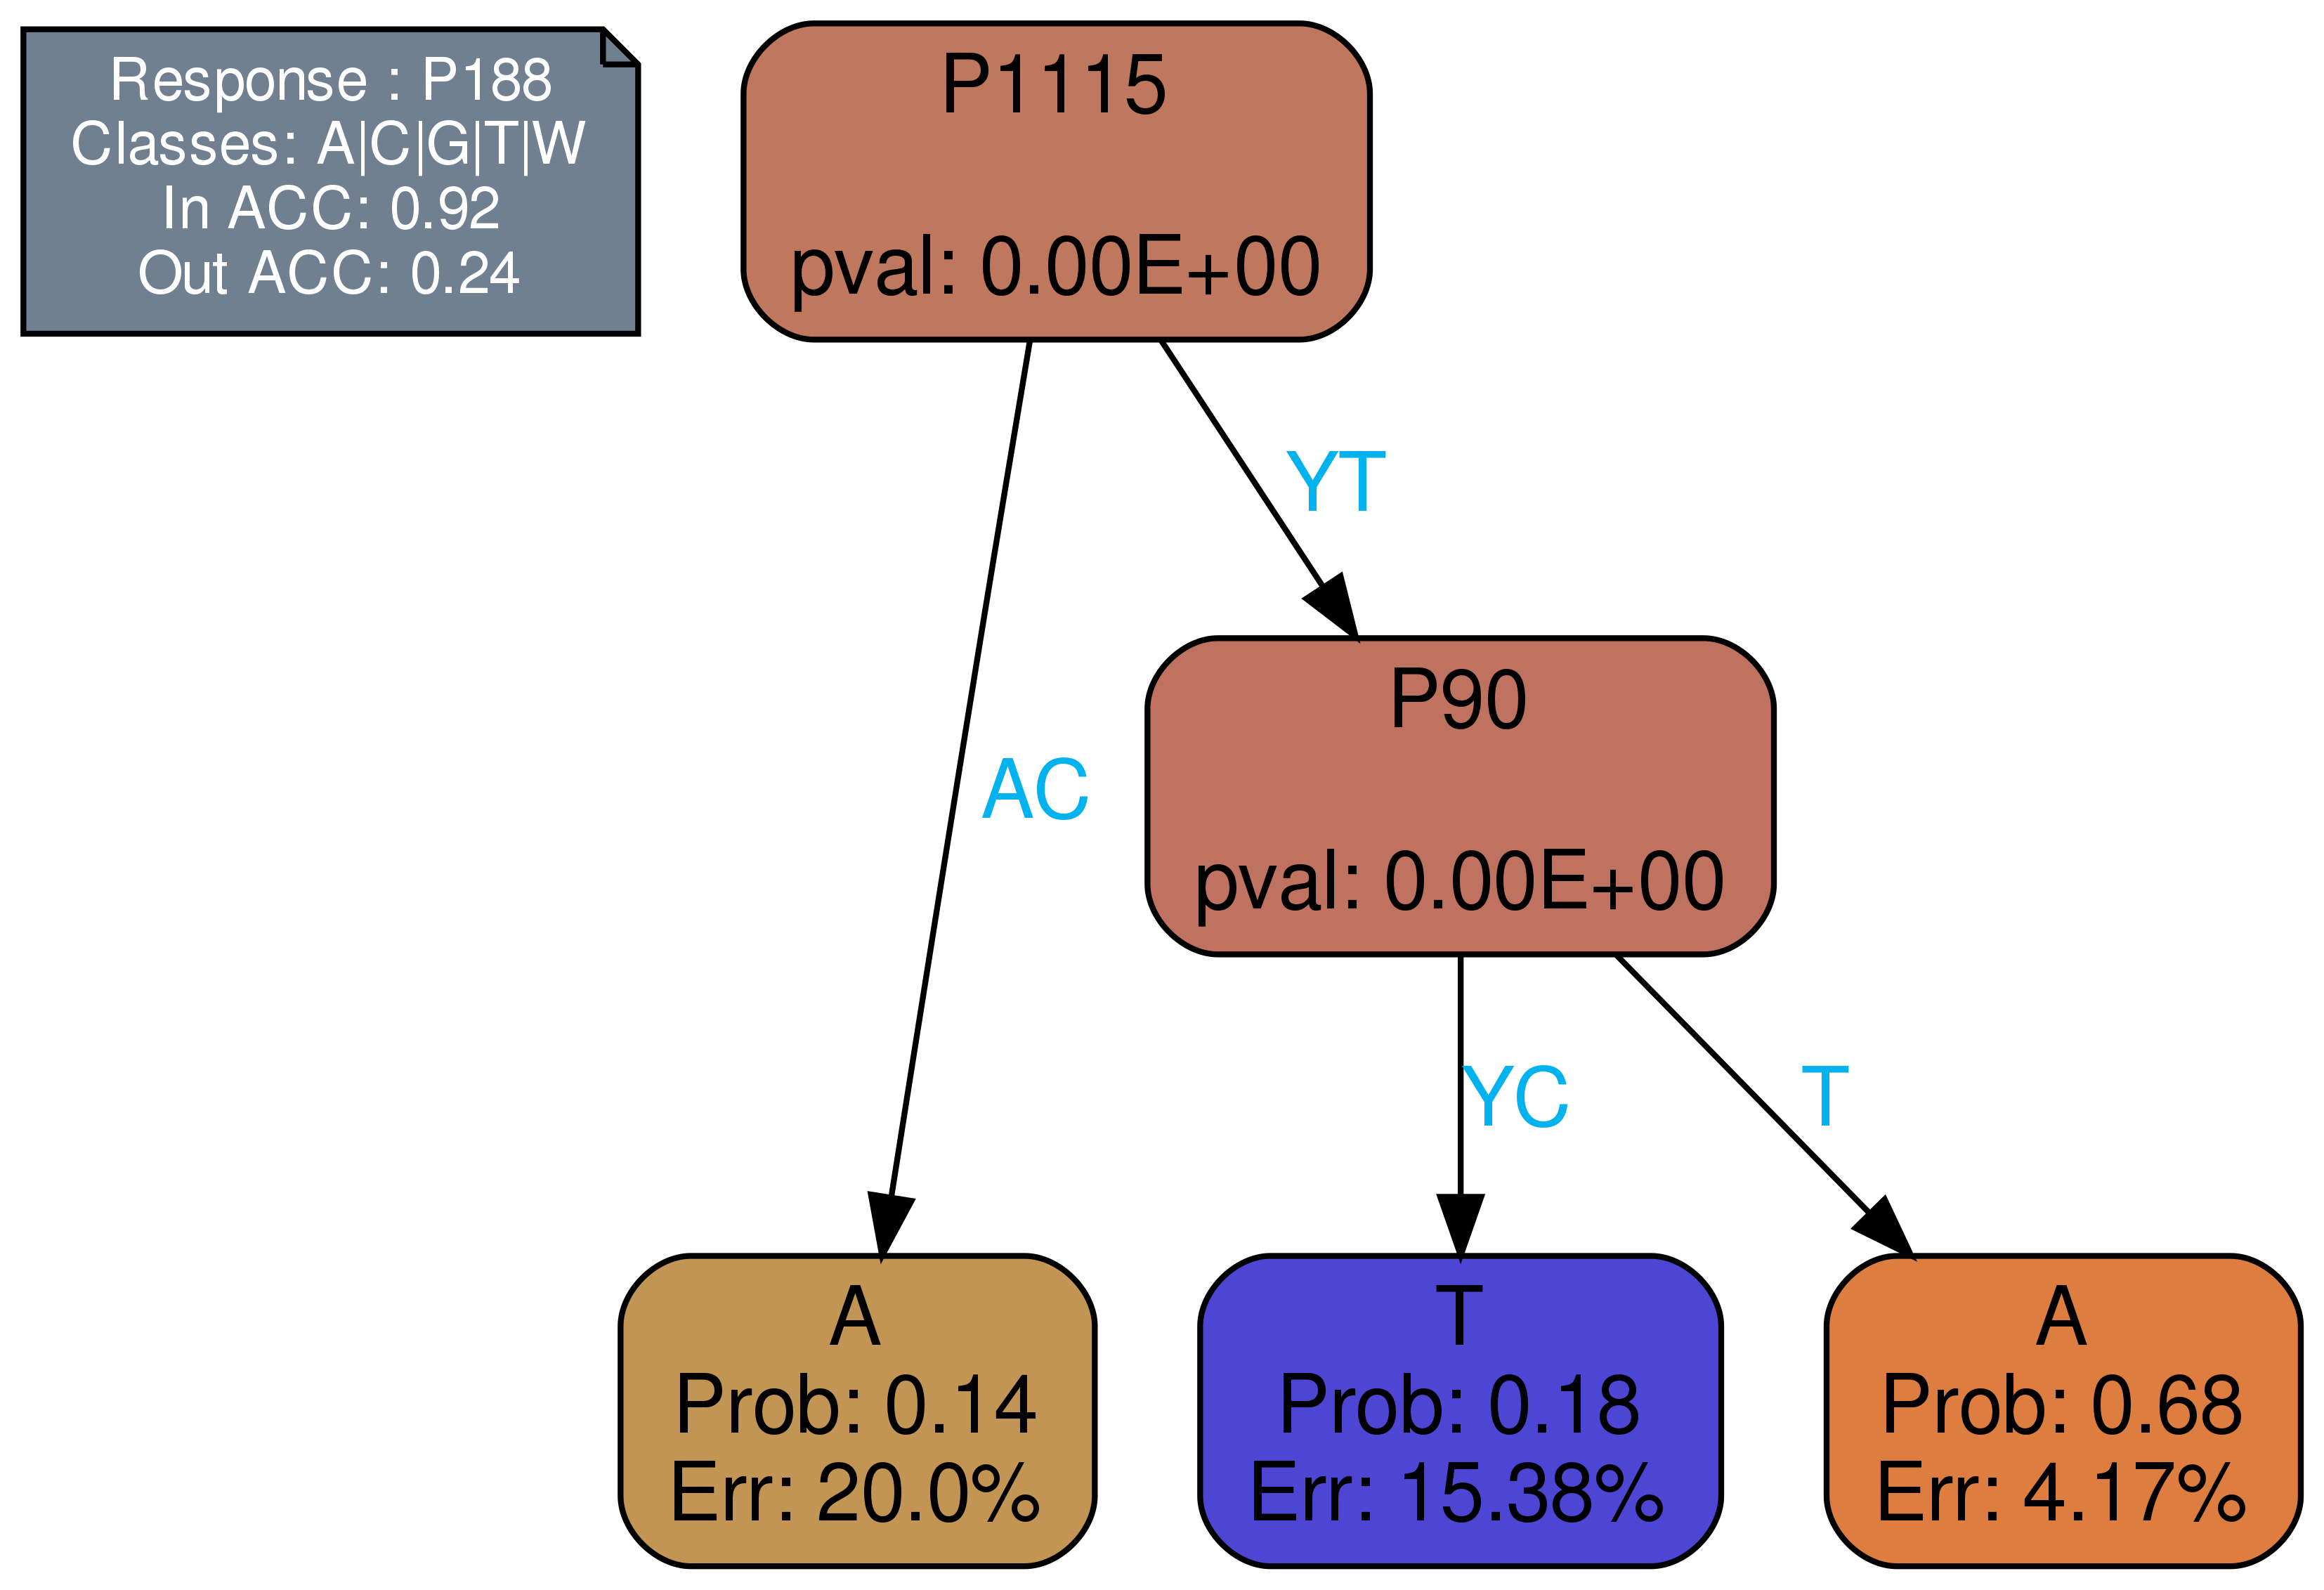 Response : P188
Classes: A|C|G|T|W
In ACC: 0.92
Out ACC: 0.24
P1115
pval: 0.00E+00
YT
AC
P90
pval: 0.00E+00
YC
T
A
Prob: 0.14
Err: 20.0%
T
Prob: 0.18
Err: 15.38%
A
Prob: 0.68
Err: 4.17%